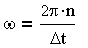 ω = 2π·n / Δt